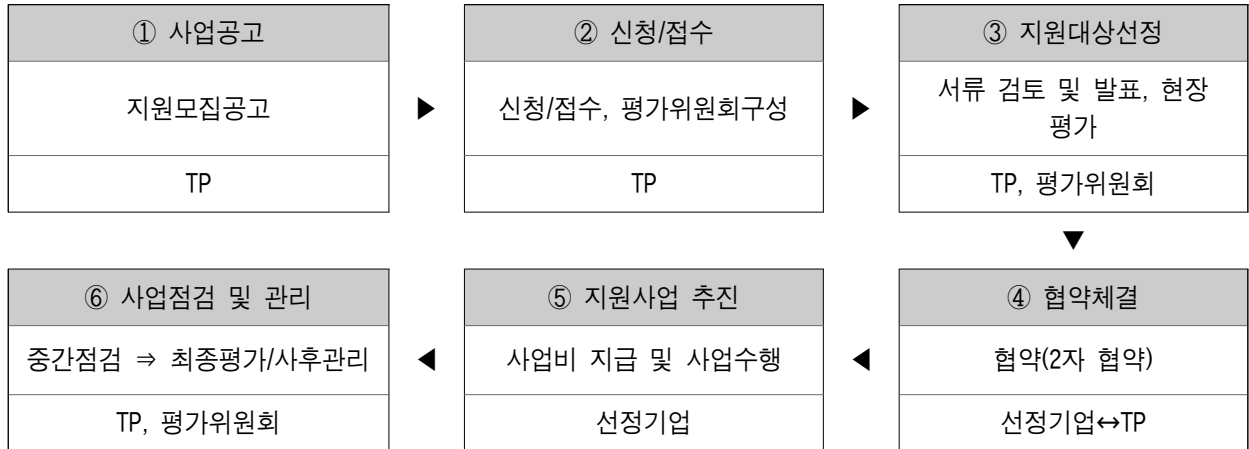 ① 사업공고
지원모집공고
TP
▶
② 신청/접수
신청/접수, 평가위원회구성
TP
▶
③ 지원대상선정
서류 검토 및 발표, 현장
평가
TP, 평가위원회
▼
④ 협약체결
협약(2자 협약)
선정기업↔TP
◀
⑤ 지원사업 추진
사업비 지급 및 사업수행
선정기업
◀
⑥ 사업점검 및 관리
중간점검 ⇒ 최종평가/사후관리
TP, 평가위원회